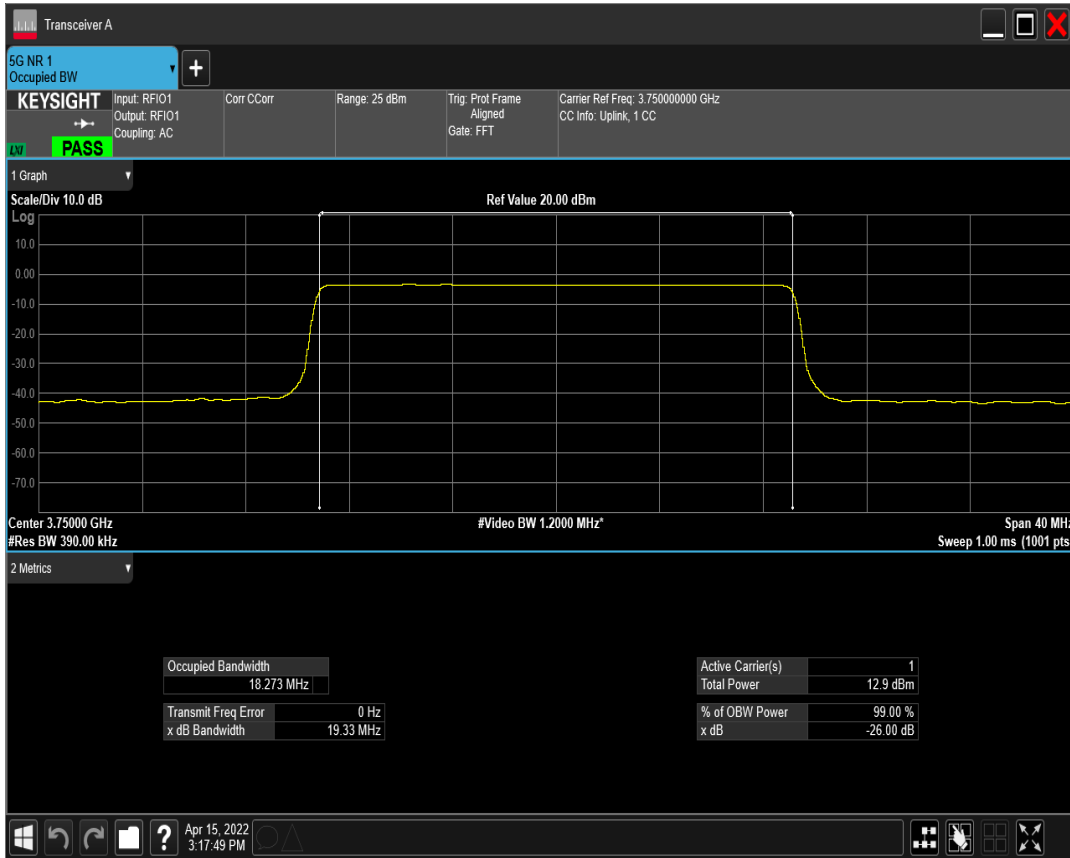 Transceiver A
5G NR 1
Occupied BW
+
KEYSIGHT
LXI
PASS
Input: RFIO1
Output: RFIO1
Coupling: AC
Corr CCorr
Range: 25 dBm
Trig: Prot Frame
Aligned
Gate: FFT
Carrier Ref Freq: 3.750000000 GHz
CC Info: Uplink, 1 CC
1 Graph
Scale/Div 10.0 dB
Ref Value 20.00 dBm
Log
10.0
0.00
-10.0
-20.0
-30.0
-40.0
-50.0
-60.0
-70.0
Center 3.75000 GHz
#Video BW 1.2000 MHz*
Span 40 MHz
#Res BW 390.00 kHz
Sweep 1.00 ms (1001 pts
2 Metrics
Occupied Bandwidth
18.273 MHz
Transmit Freq Error 0 Hz
x dB Bandwidth 19.33 MHz
Active Carrier(s) 1
Total Power 12.9 dBm
% of OBW Power 99.00 %
x dB -26.00 dB
?
Apr 15, 2022
3:17:49 PM